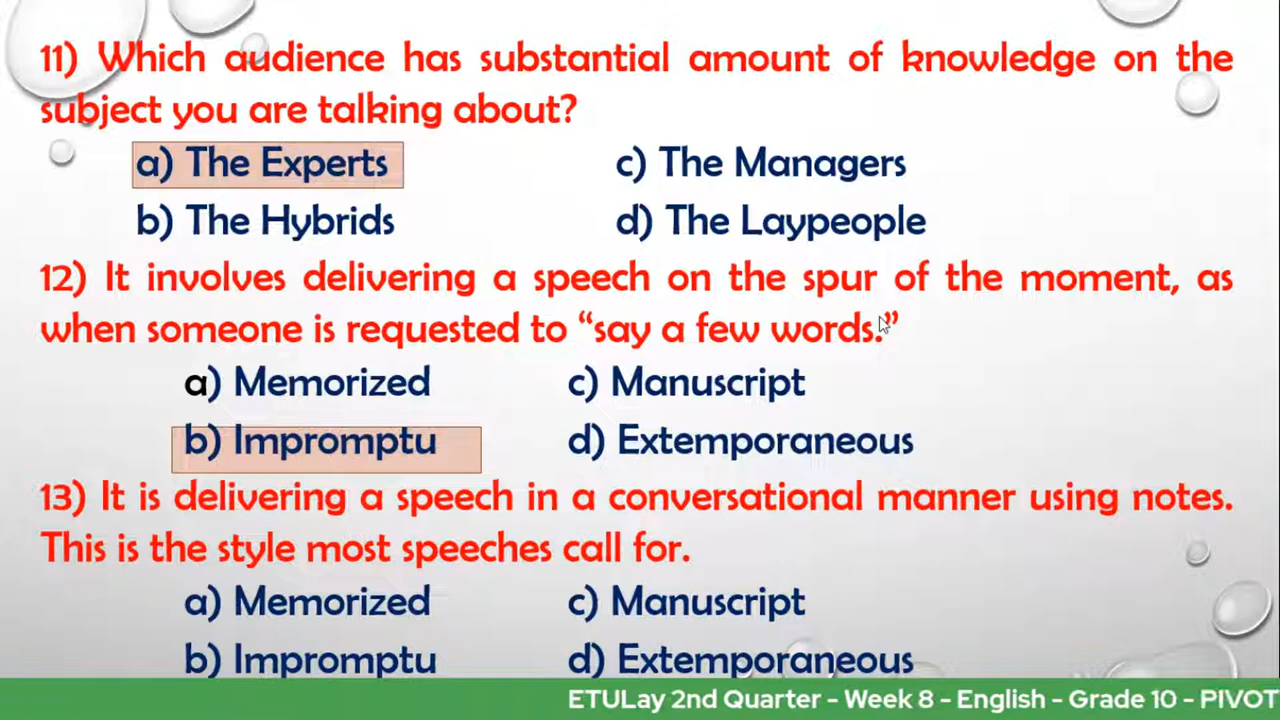 11) Which audience has substantial amount of knowledge on the
subject you are talking about?
a) The Experts c) The Managers
b) The Hybrids d) The Laypeople
12) It involves delivering a speech on the spur of the moment, as
when someone is requested to “say a few words.”
a) Memorized c) Manuscript
b) Impromptu d) Extemporaneous
13) It is delivering a speech in a conversational manner using notes.
This is the style most speeches call for.
a) Memorized c) Manuscript
b) Impromptu d) Extemporaneous
ETULay 2nd Quarter - Week 8 - English - Grade 10 - PIVOT